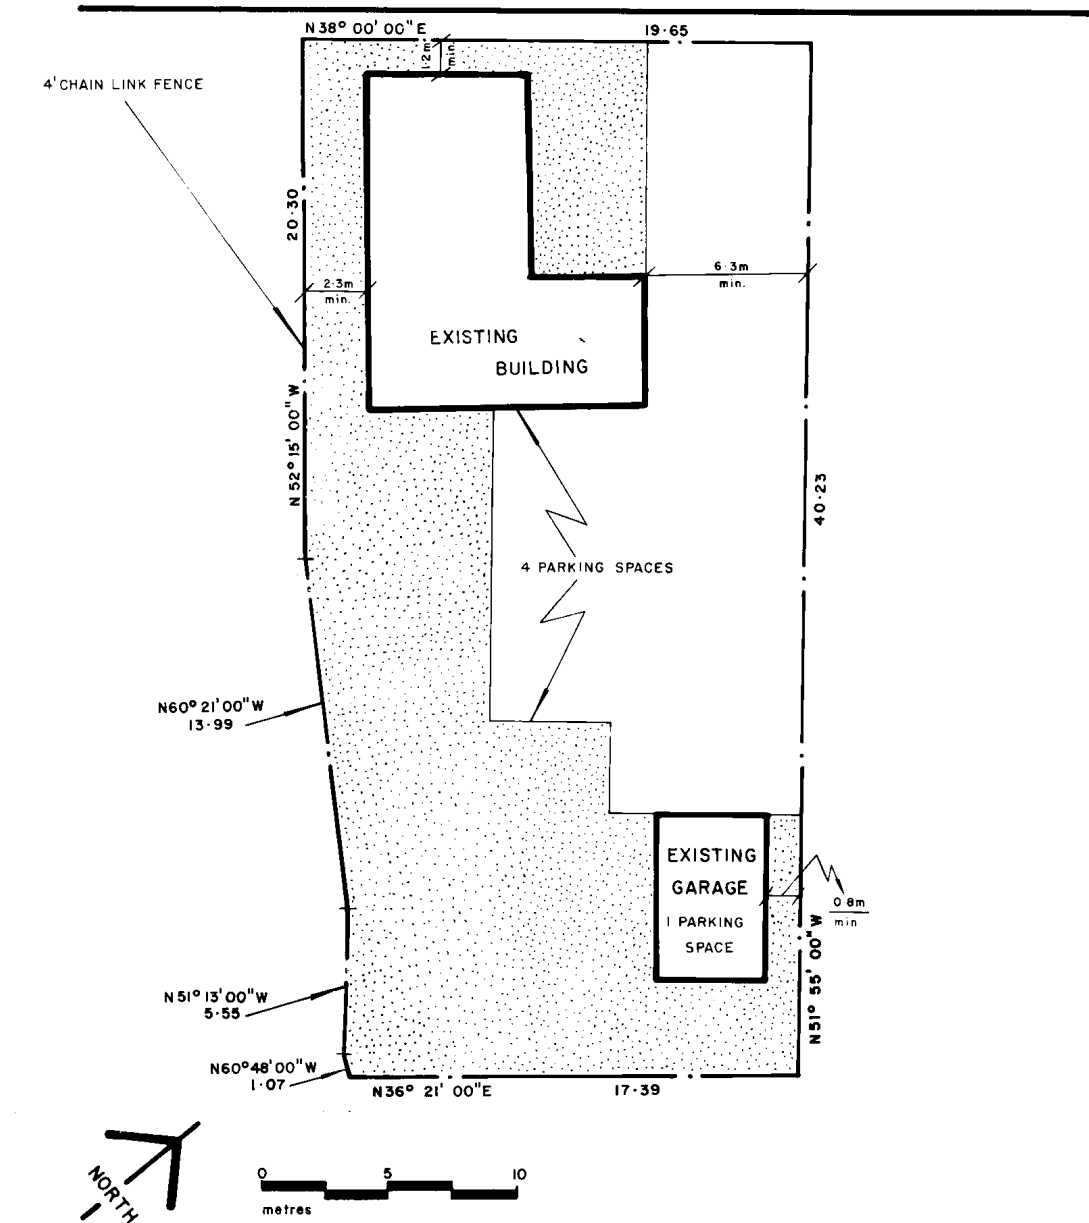 N38° 00' 00"E
19·65
1·2m
min.
4' CHAIN LINK FENCE
20·30
2·3m
min.
6·3m
min.
EXISTING
BUILDING
N 52° 15' 00" W
40·23
4 PARKING SPACES
N60° 21' 00" W
13·99
EXISTING
GARAGE
1 PARKING
SPACE
0·8m
min
N51° 55' 00" W
N51° 13' 00" W
5·55
N60° 48' 00" W
1·07
N36° 21' 00"E
17·39
NORTH
0 5 10
metres